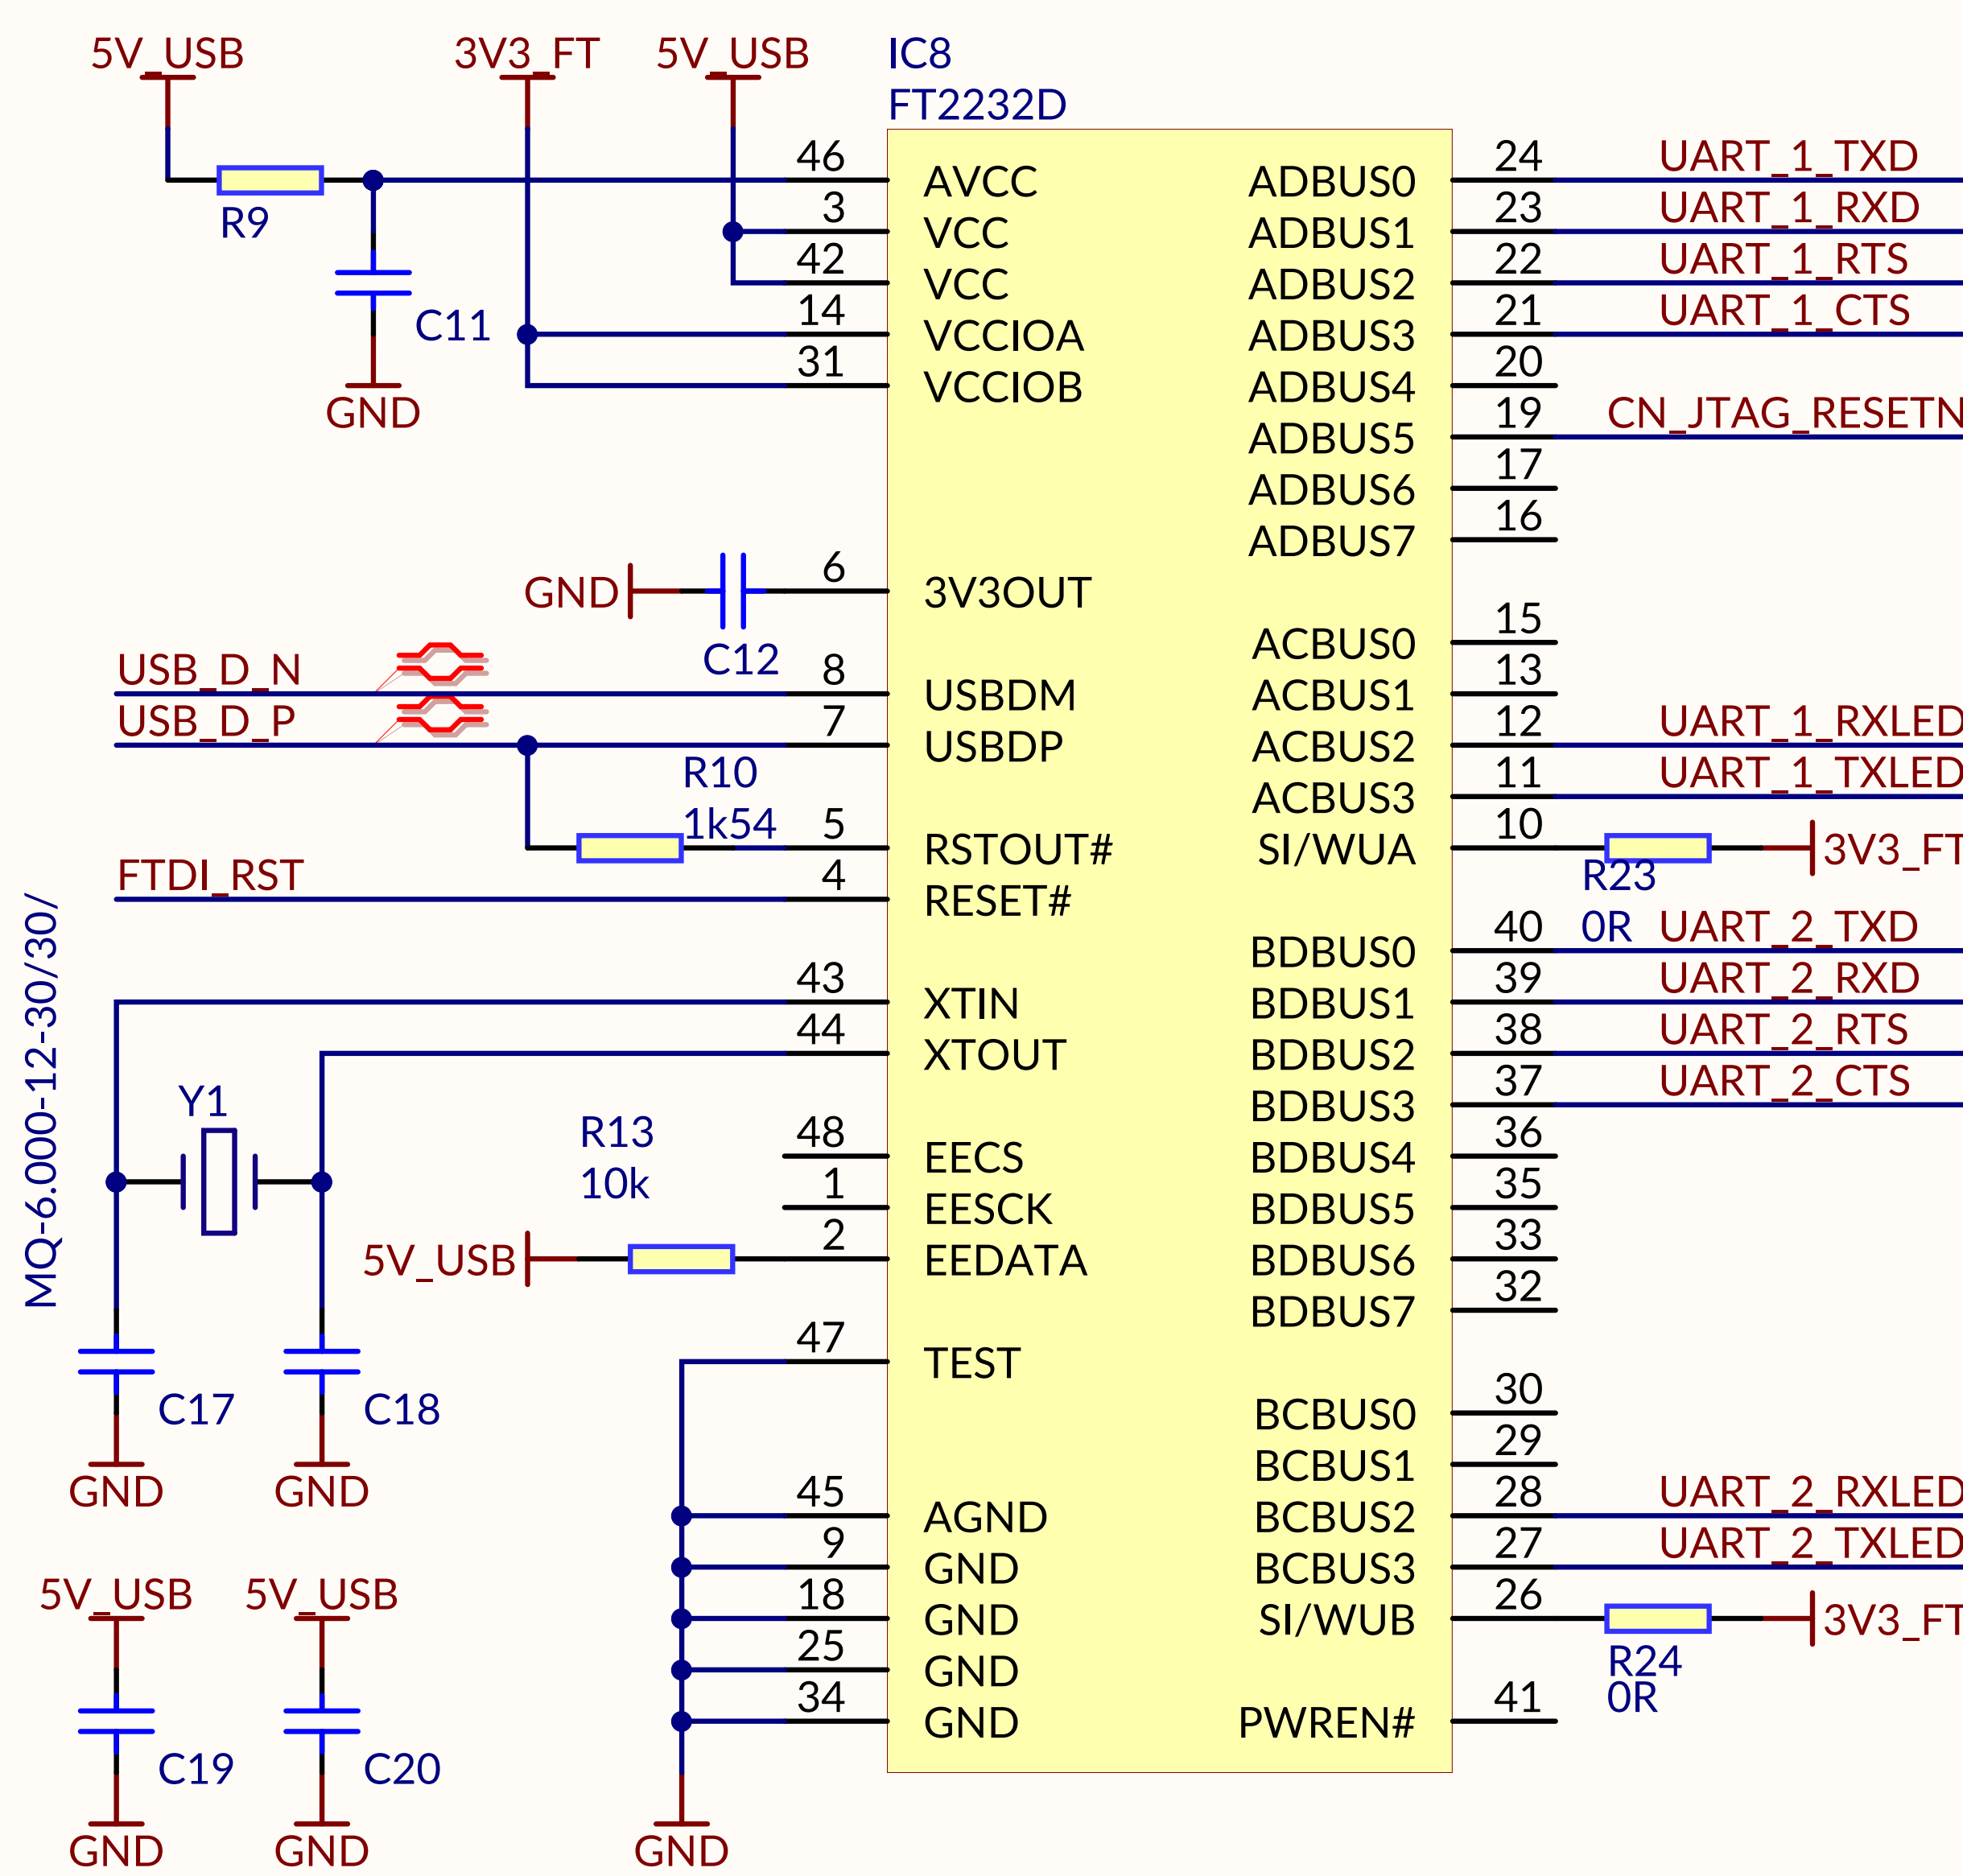 5V_USB
3V3_FT
5V_USB
IC8
FT2232D
R9
C11
GND
46 AVCC
3 VCC
42 VCC
14 VCCIOA
31 VCCIOB
GND
C12
6 3V3OUT
USB_D_N
8 USBDM
USB_D_P
7 USBDP
R10
1k54
5 RSTOUT#
FTDI_RST
4 RESET#
MQ-6.000-12-30/30/
43 XTIN
44 XTOUT
Y1
R13
10k
48 EECS
1 EESCK
5V_USB
2 EEDATA
47 TEST
C17
C18
GND
GND
45 AGND
9 GND
18 GND
25 GND
34 GND
5V_USB
5V_USB
C19
C20
GND
GND
GND
ADBUS0 24 UART_1_TXD
ADBUS1 23 UART_1_RXD
ADBUS2 22 UART_1_RTS
ADBUS3 21 UART_1_CTS
ADBUS4 20
ADBUS5 19 CN_JTAG_RESETN
ADBUS6 17
ADBUS7 16
ACBUS0 15
ACBUS1 13
ACBUS2 12 UART_1_RXLED
ACBUS3 11 UART_1_TXLED
SI/WUA 10 3V3_FT
R23
0R
BDBUS0 40 UART_2_TXD
BDBUS1 39 UART_2_RXD
BDBUS2 38 UART_2_RTS
BDBUS3 37 UART_2_CTS
BDBUS4 36
BDBUS5 35
BDBUS6 33
BDBUS7 32
BCBUS0 30
BCBUS1 29
BCBUS2 28 UART_2_RXLED
BCBUS3 27 UART_2_TXLED
SI/WUB 26 3V3_FT
R24
0R
PWREN# 41